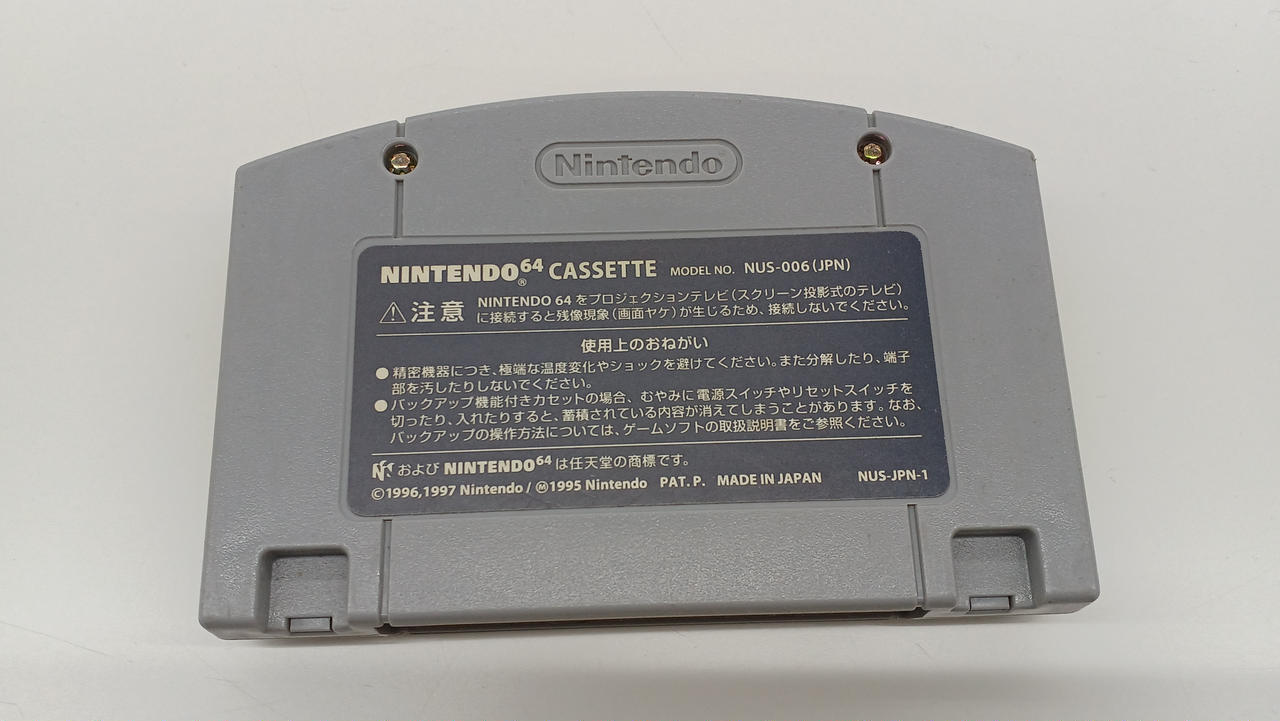 Nintendo
NINTENDO64® CASSETTE MODEL NO. NUS-006(JPN)
⚠注意 NINTENDO 64 をプロジェクションテレビ(スクリーン投影式のテレビ)
に接続すると残像現象(画面ヤケ)が生じるため、接続しないでください。
使用上のおねがい
●精密機器につき、極端な温度変化やショックを避けてください。また分解したり、端子
部を汚したりしないでください。
●バックアップ機能付きカセットの場合、むやみに電源スイッチやリセットスイッチを
切ったり、入れたりすると、蓄積されている内容が消えてしまうことがあります。なお、
バックアップの操作方法については、ゲームソフトの取扱説明書をご参照ください。
および NINTENDO64 は任天堂の商標です。
©1996,1997 Nintendo / Ⓜ1995 Nintendo PAT. P. MADE IN JAPAN NUS-JPN-1